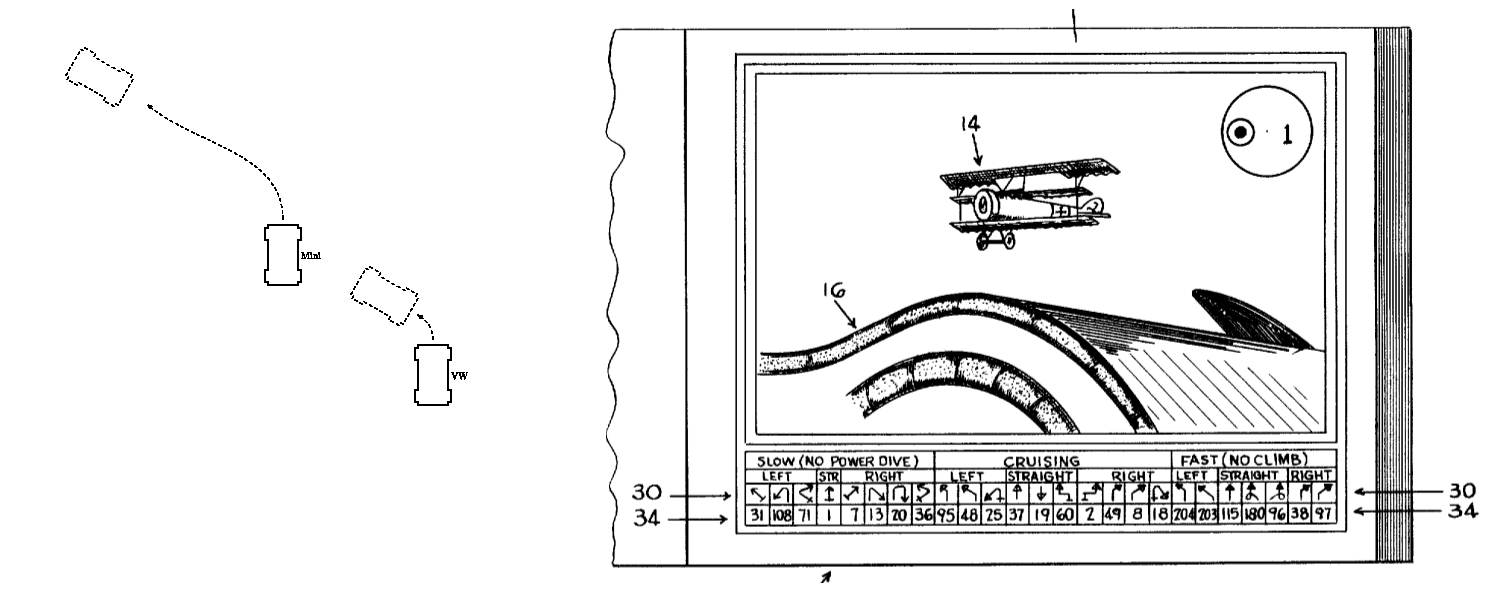 Mini
VW
14
1
16
SLOW (NO POWER DIVE) CRUISING FAST (NO CLIMB)
LEFT STR RIGHT LEFT STRAIGHT RIGHT LEFT STRAIGHT RIGHT
30 30
34 31 108 71 1 7 13 20 36 95 48 25 37 19 60 2 49 8 18 204 203 115 180 96 38 97 34